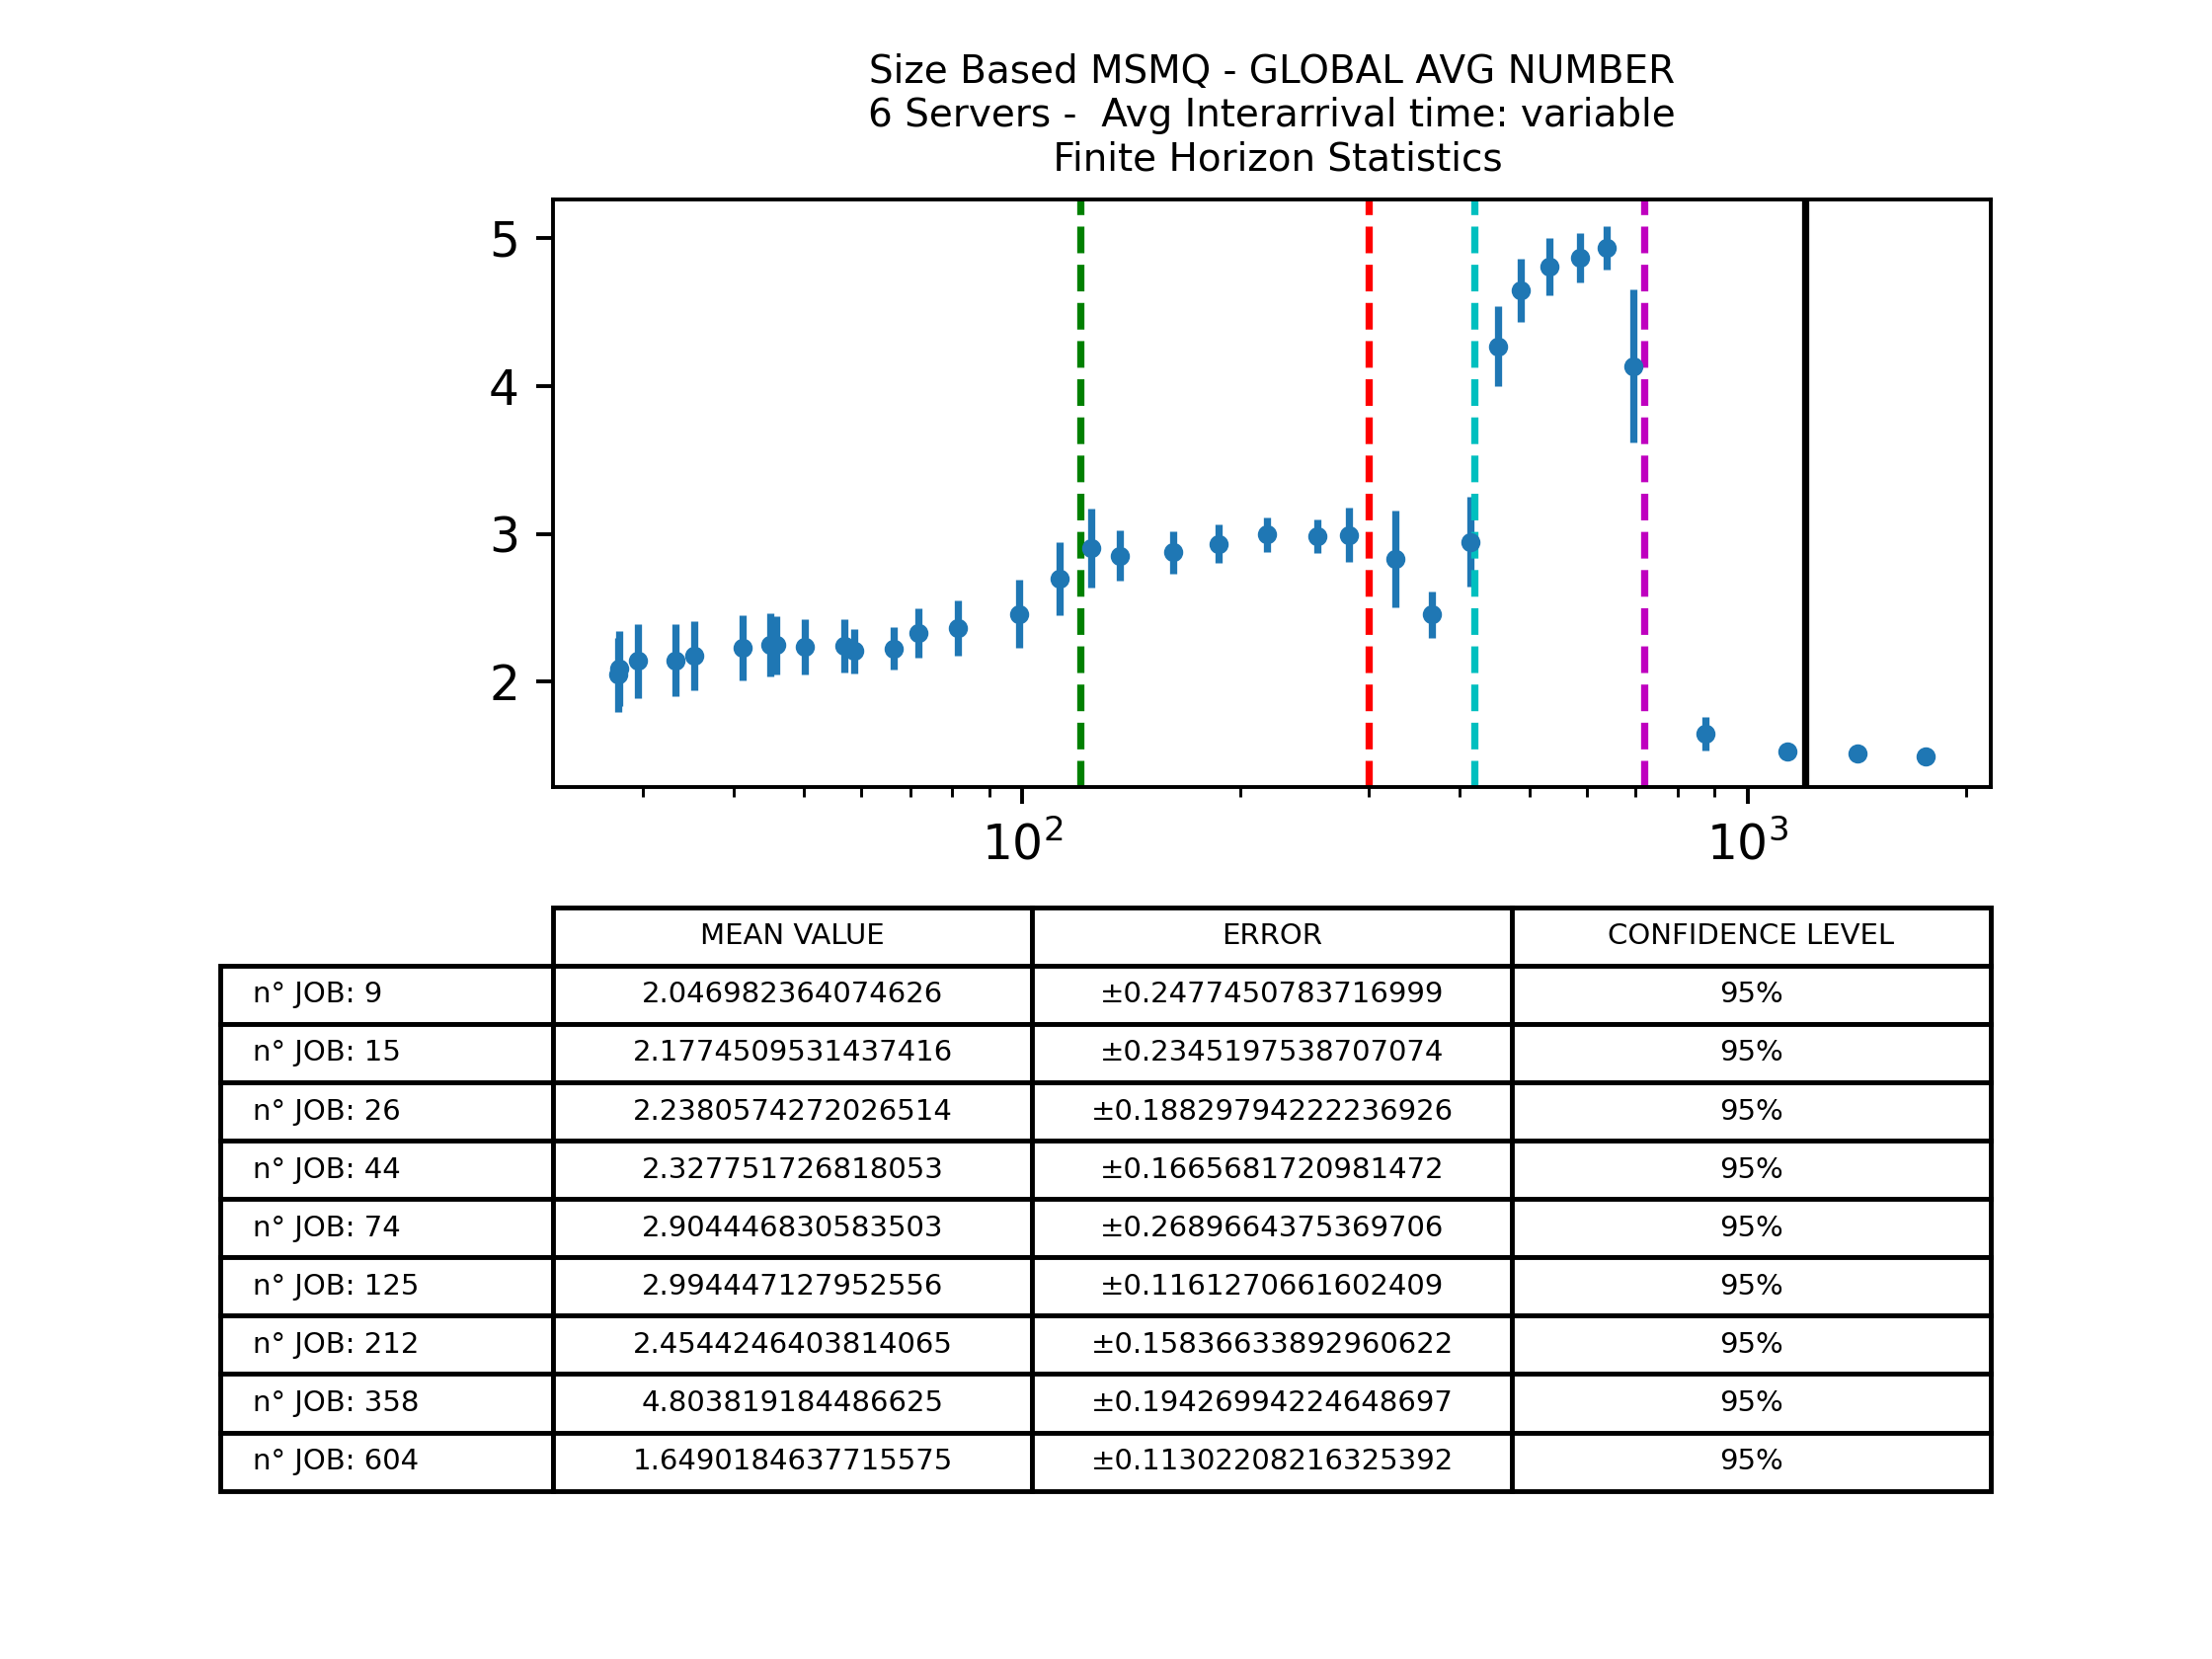 Size Based MSMQ - GLOBAL AVG NUMBER
6 Servers -  Avg Interarrival time: variable
Finite Horizon Statistics
5
4
3
2
10² 10³
MEAN VALUE ERROR CONFIDENCE LEVEL
n° JOB: 9 2.046982364074626 ±0.2477450783716999 95%
n° JOB: 15 2.1774509531437416 ±0.2345197538707074 95%
n° JOB: 26 2.2380574272026514 ±0.18829794222236926 95%
n° JOB: 44 2.327751726818053 ±0.1665681720981472 95%
n° JOB: 74 2.904446830583503 ±0.2689664375369706 95%
n° JOB: 125 2.994447127952556 ±0.1161270661602409 95%
n° JOB: 212 2.4544246403814065 ±0.15836633892960622 95%
n° JOB: 358 4.803819184486625 ±0.19426994224648697 95%
n° JOB: 604 1.6490184637715575 ±0.11302208216325392 95%